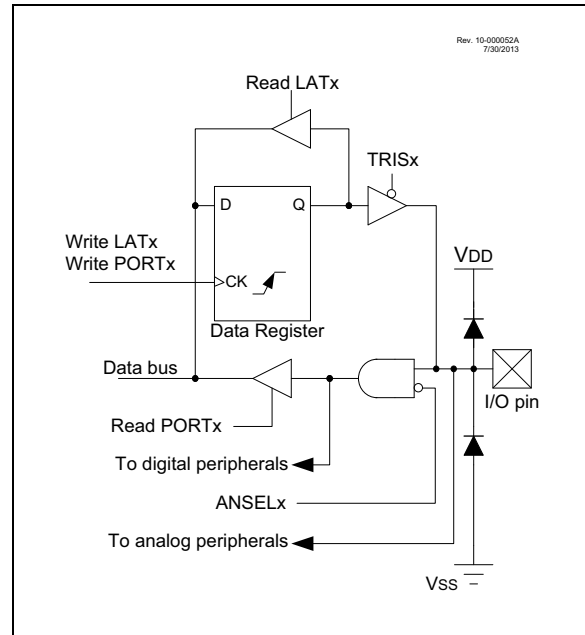 Rev. 10-000052A
7/30/2013
Read LATx
TRISx
D
Q
Write LATx
Write PORTx
CK
VDD
Data Register
Data bus
I/O pin
Read PORTx
To digital peripherals
ANSELx
To analog peripherals
VSS